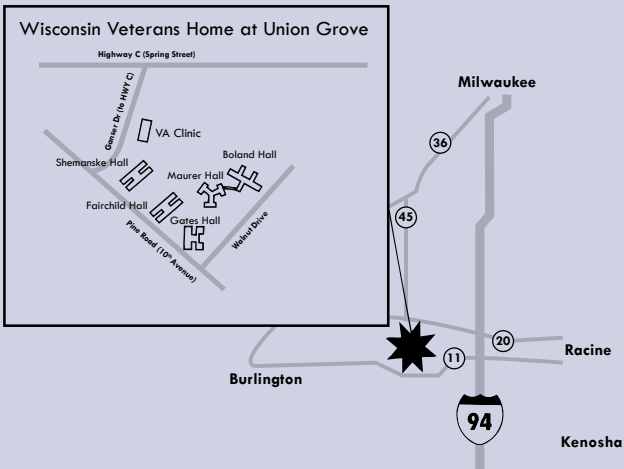 Wisconsin Veterans Home at Union Grove
Highway C (Spring Street)
Ganser Dr (to HWY C)
VA Clinic
Shemanske Hall
Boland Hall
Maurer Hall
Fairchild Hall
Gates Hall
Walnut Drive
Pine Road (10th Avenue)
Milwaukee
36
45
20
11
Racine
Burlington
94
Kenosha